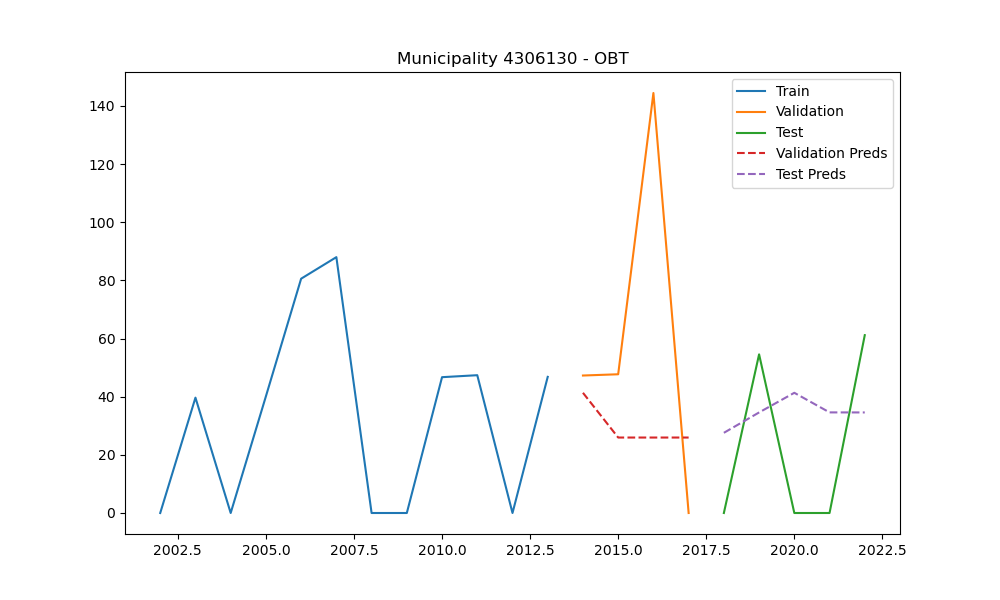 Municipality 4306130 - OBT
Train
Validation
Test
Validation Preds
Test Preds
140
120
100
80
60
40
20
0
2002.5 2005.0 2007.5 2010.0 2012.5 2015.0 2017.5 2020.0 2022.5